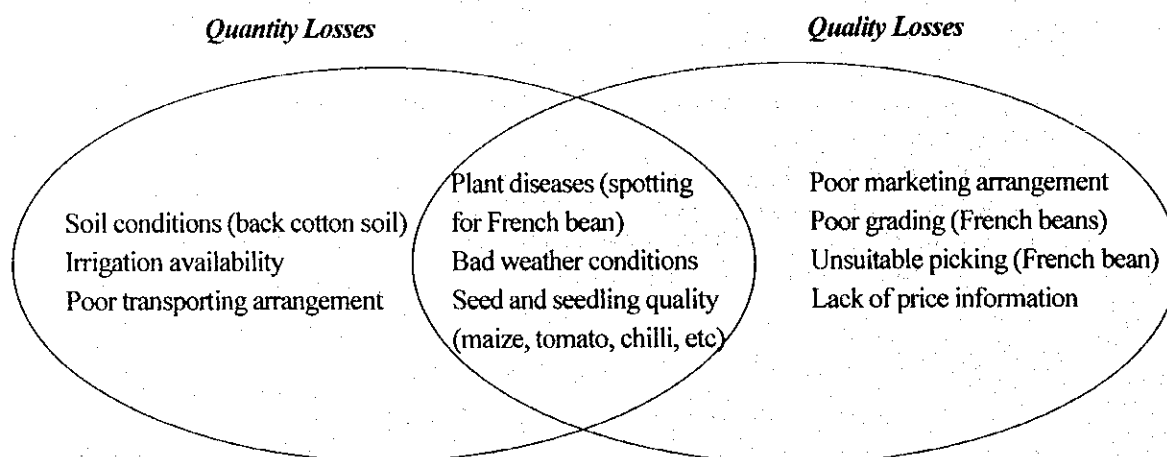 Quantity Losses
Quality Losses
Soil conditions (back cotton soil)
Irrigation availability
Poor transporting arrangement
Plant diseases (spotting
for French bean)
Bad weather conditions
Seed and seedling quality
(maize, tomato, chilli, etc)
Poor marketing arrangement
Poor grading (French beans)
Unsuitable picking (French bean)
Lack of price information